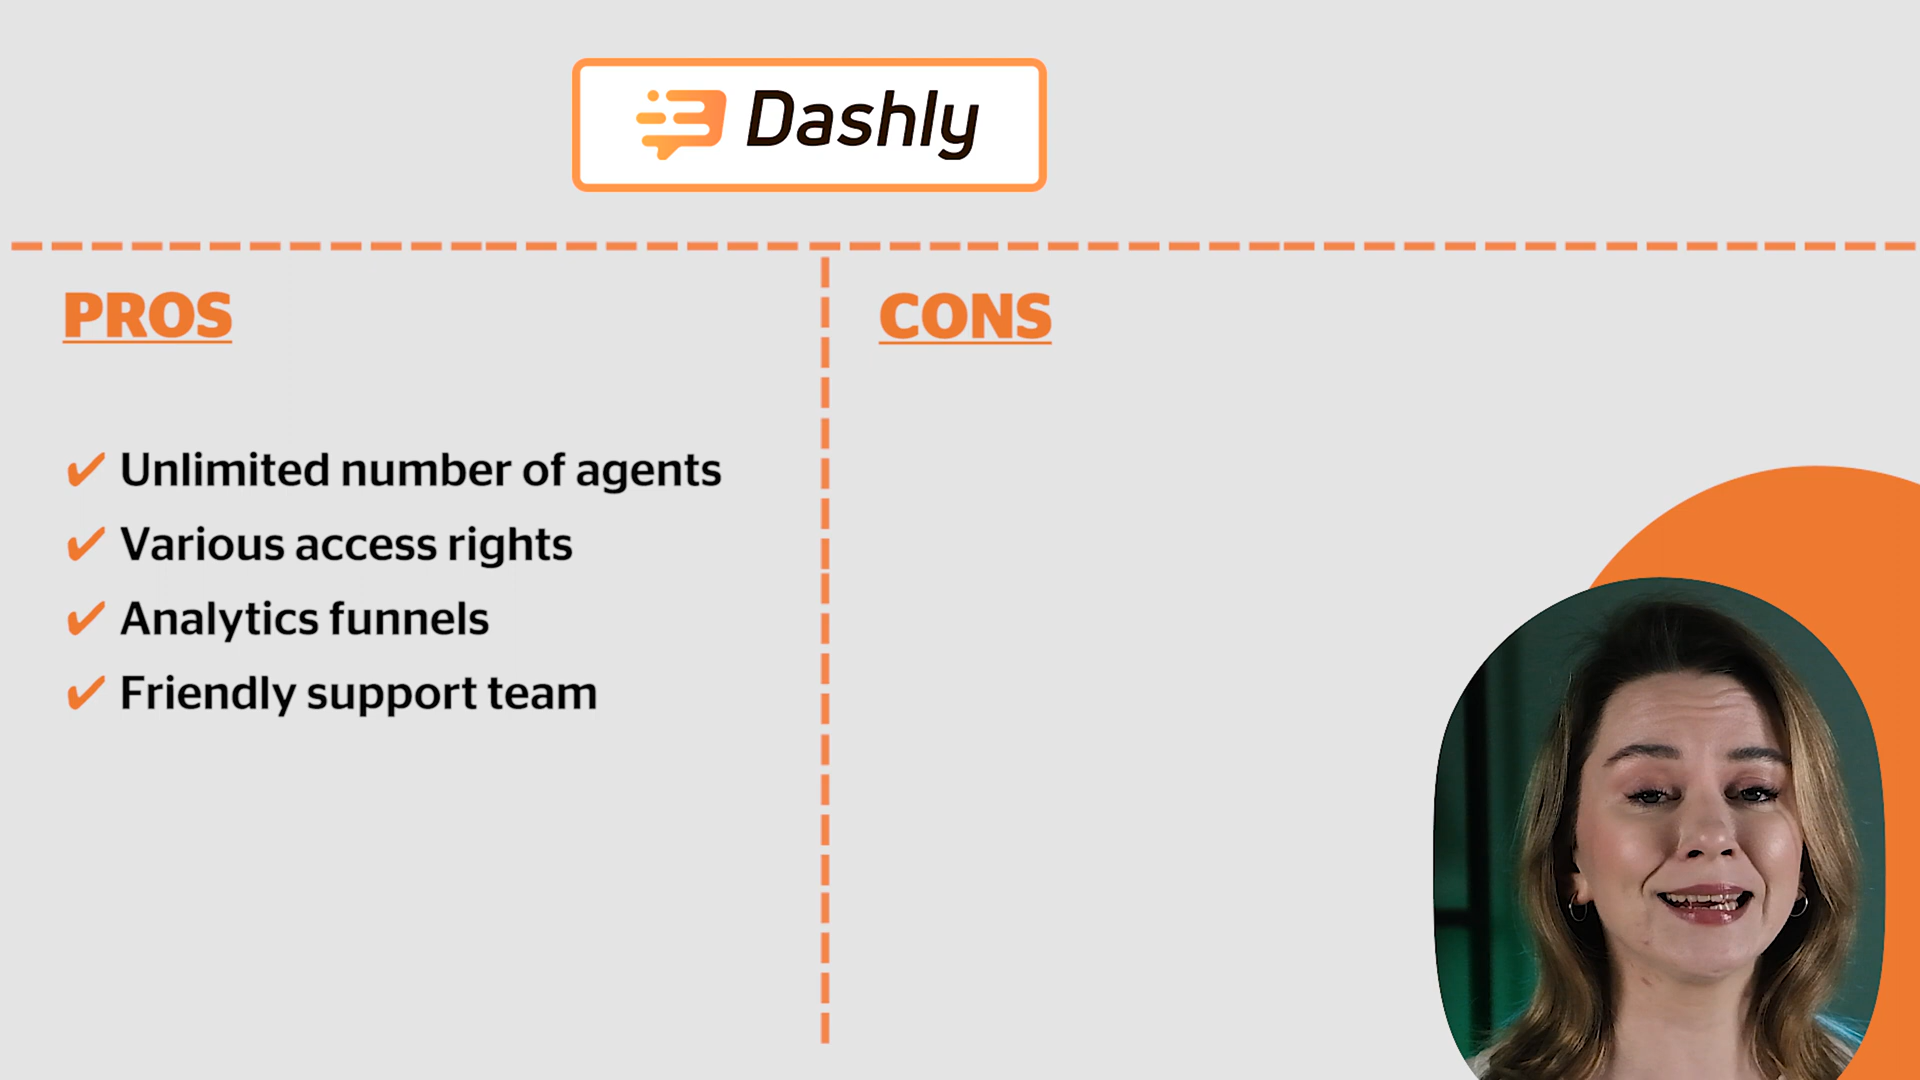 Dashly
PROS
CONS
Unlimited number of agents
Various access rights
Analytics funnels
Friendly support team